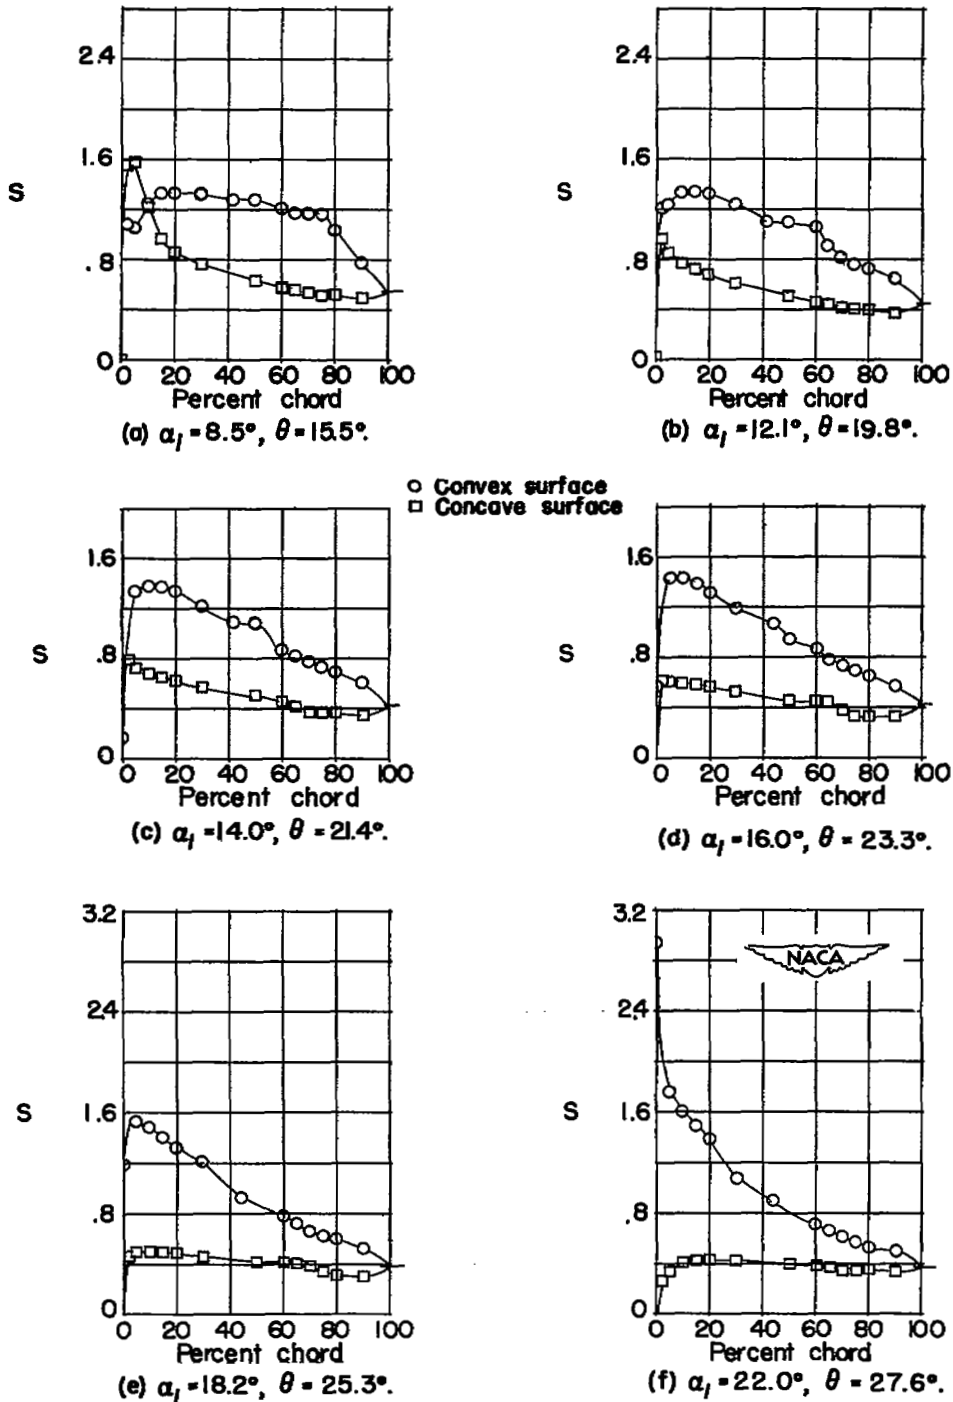 2.4
1.6
S
.8
0
0 20 40 60 80 100
Percent chord
(a) α₁ = 8.5°, θ = 15.5°.
2.4
1.6
S
.8
0
0 20 40 60 80 100
Percent chord
(b) α₁ = 12.1°, θ = 19.8°.
Convex surface
Concave surface
1.6
S
.8
0
0 20 40 60 80 100
Percent chord
(c) α₁ = 14.0°, θ = 21.4°.
1.6
S
.8
0
0 20 40 60 80 100
Percent chord
(d) α₁ = 16.0°, θ = 23.3°.
3.2
2.4
1.6
S
.8
0
0 20 40 60 80 100
Percent chord
(e) α₁ = 18.2°, θ = 25.3°.
3.2
NACA
2.4
1.6
S
.8
0
0 20 40 60 80 100
Percent chord
(f) α₁ = 22.0°, θ = 27.6°.